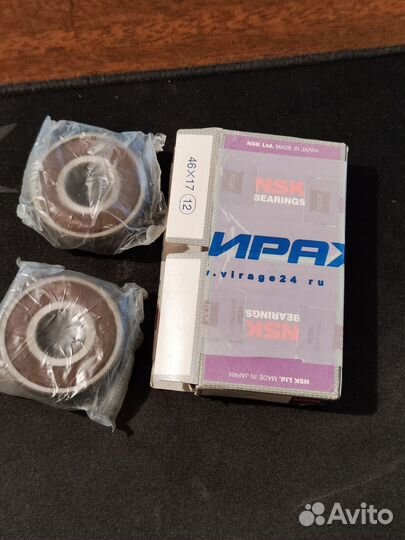 NSK Ltd. MADE IN JAPAN
46×17 12
NSK
BEARINGS
ИРАЖ
.virage24 ru
NSK
BEARINGS
NSK Ltd. MADE IN JAPAN
Avito